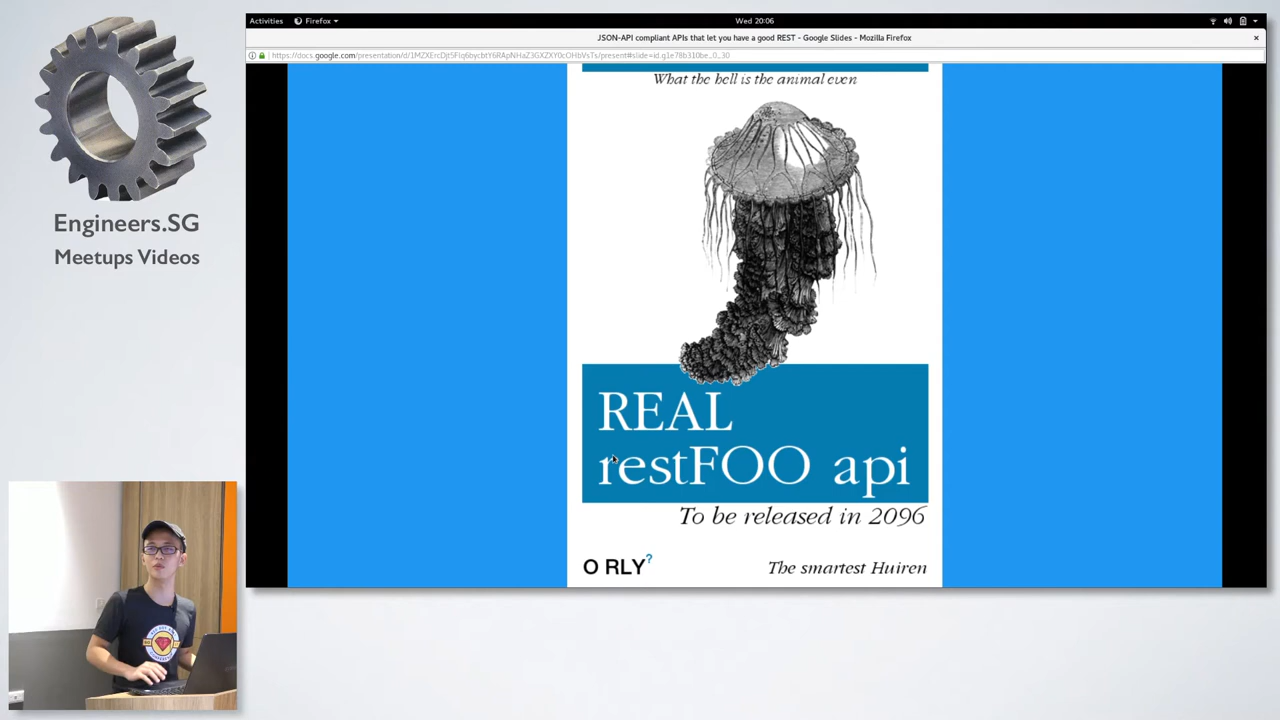 Activities
Firefox
Wed 20:06
JSON-API compliant APIs that let you have a good REST - Google Slides - Mozilla Firefox
What the hell is the animal even
Engineers.SG
Meetups Videos
REAL
restFOO api
To be released in 2096
O RLY?
The smartest Huiren